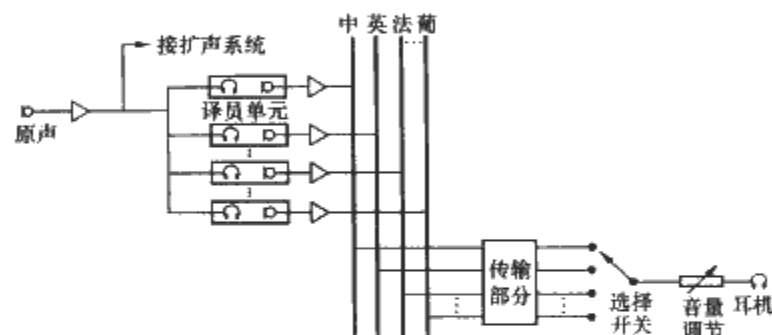 中英法葡
接扩声系统
原声
译员单元
传输
部分
选择
开关
音量
调节
耳机